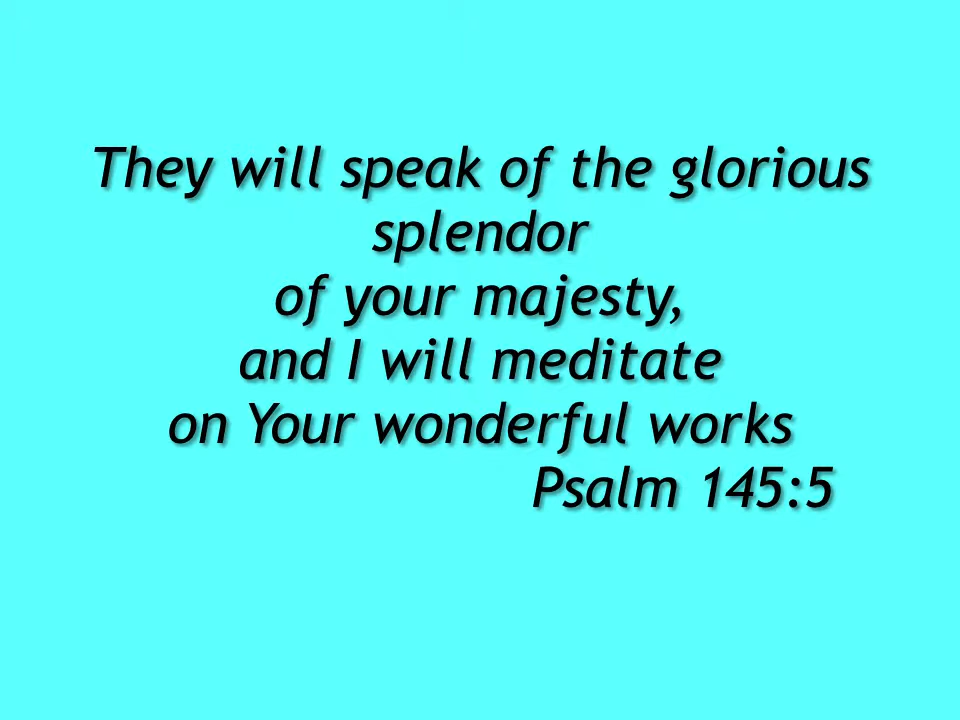 They will speak of the glorious
splendor
of your majesty,
and I will meditate
on Your wonderful works
Psalm 145:5